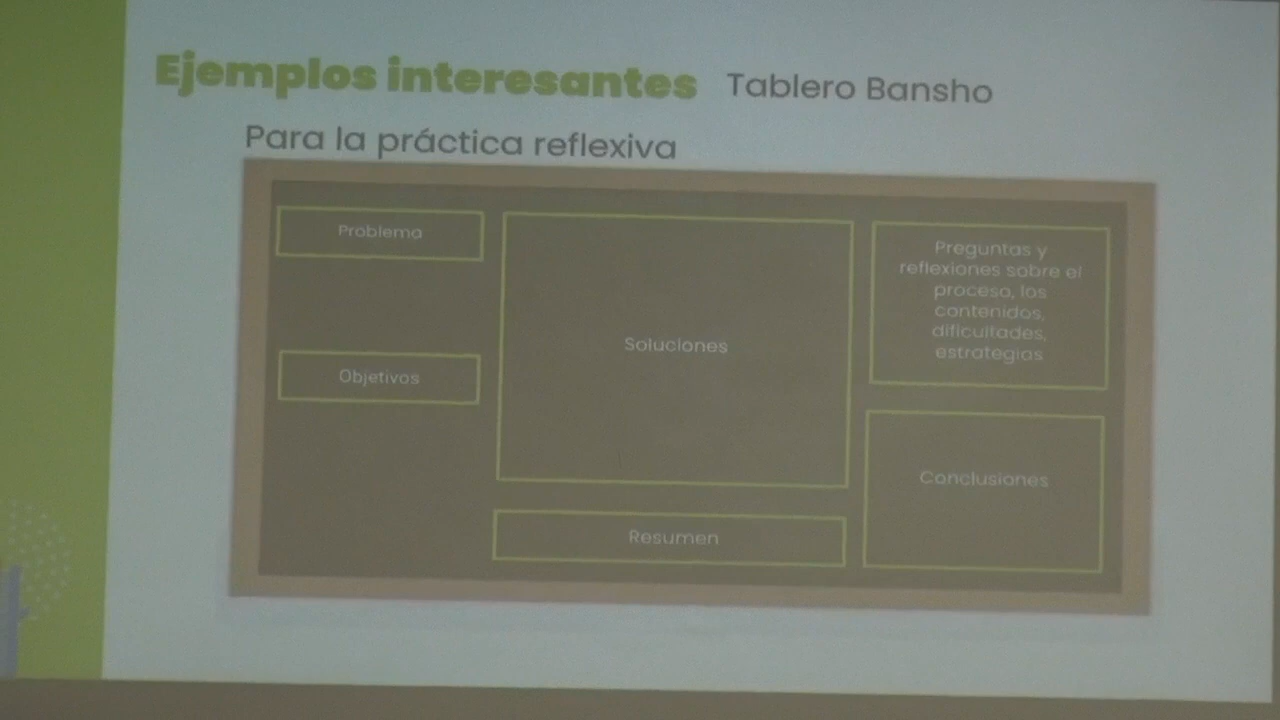 Ejemplos interesantes Tablero Bansho
Para la práctica reflexiva
Problema
Objetivos
Soluciones
Resumen
Preguntas y
reflexiones sobre el
proceso, los
contenidos,
dificultades,
estrategias
Conclusiones